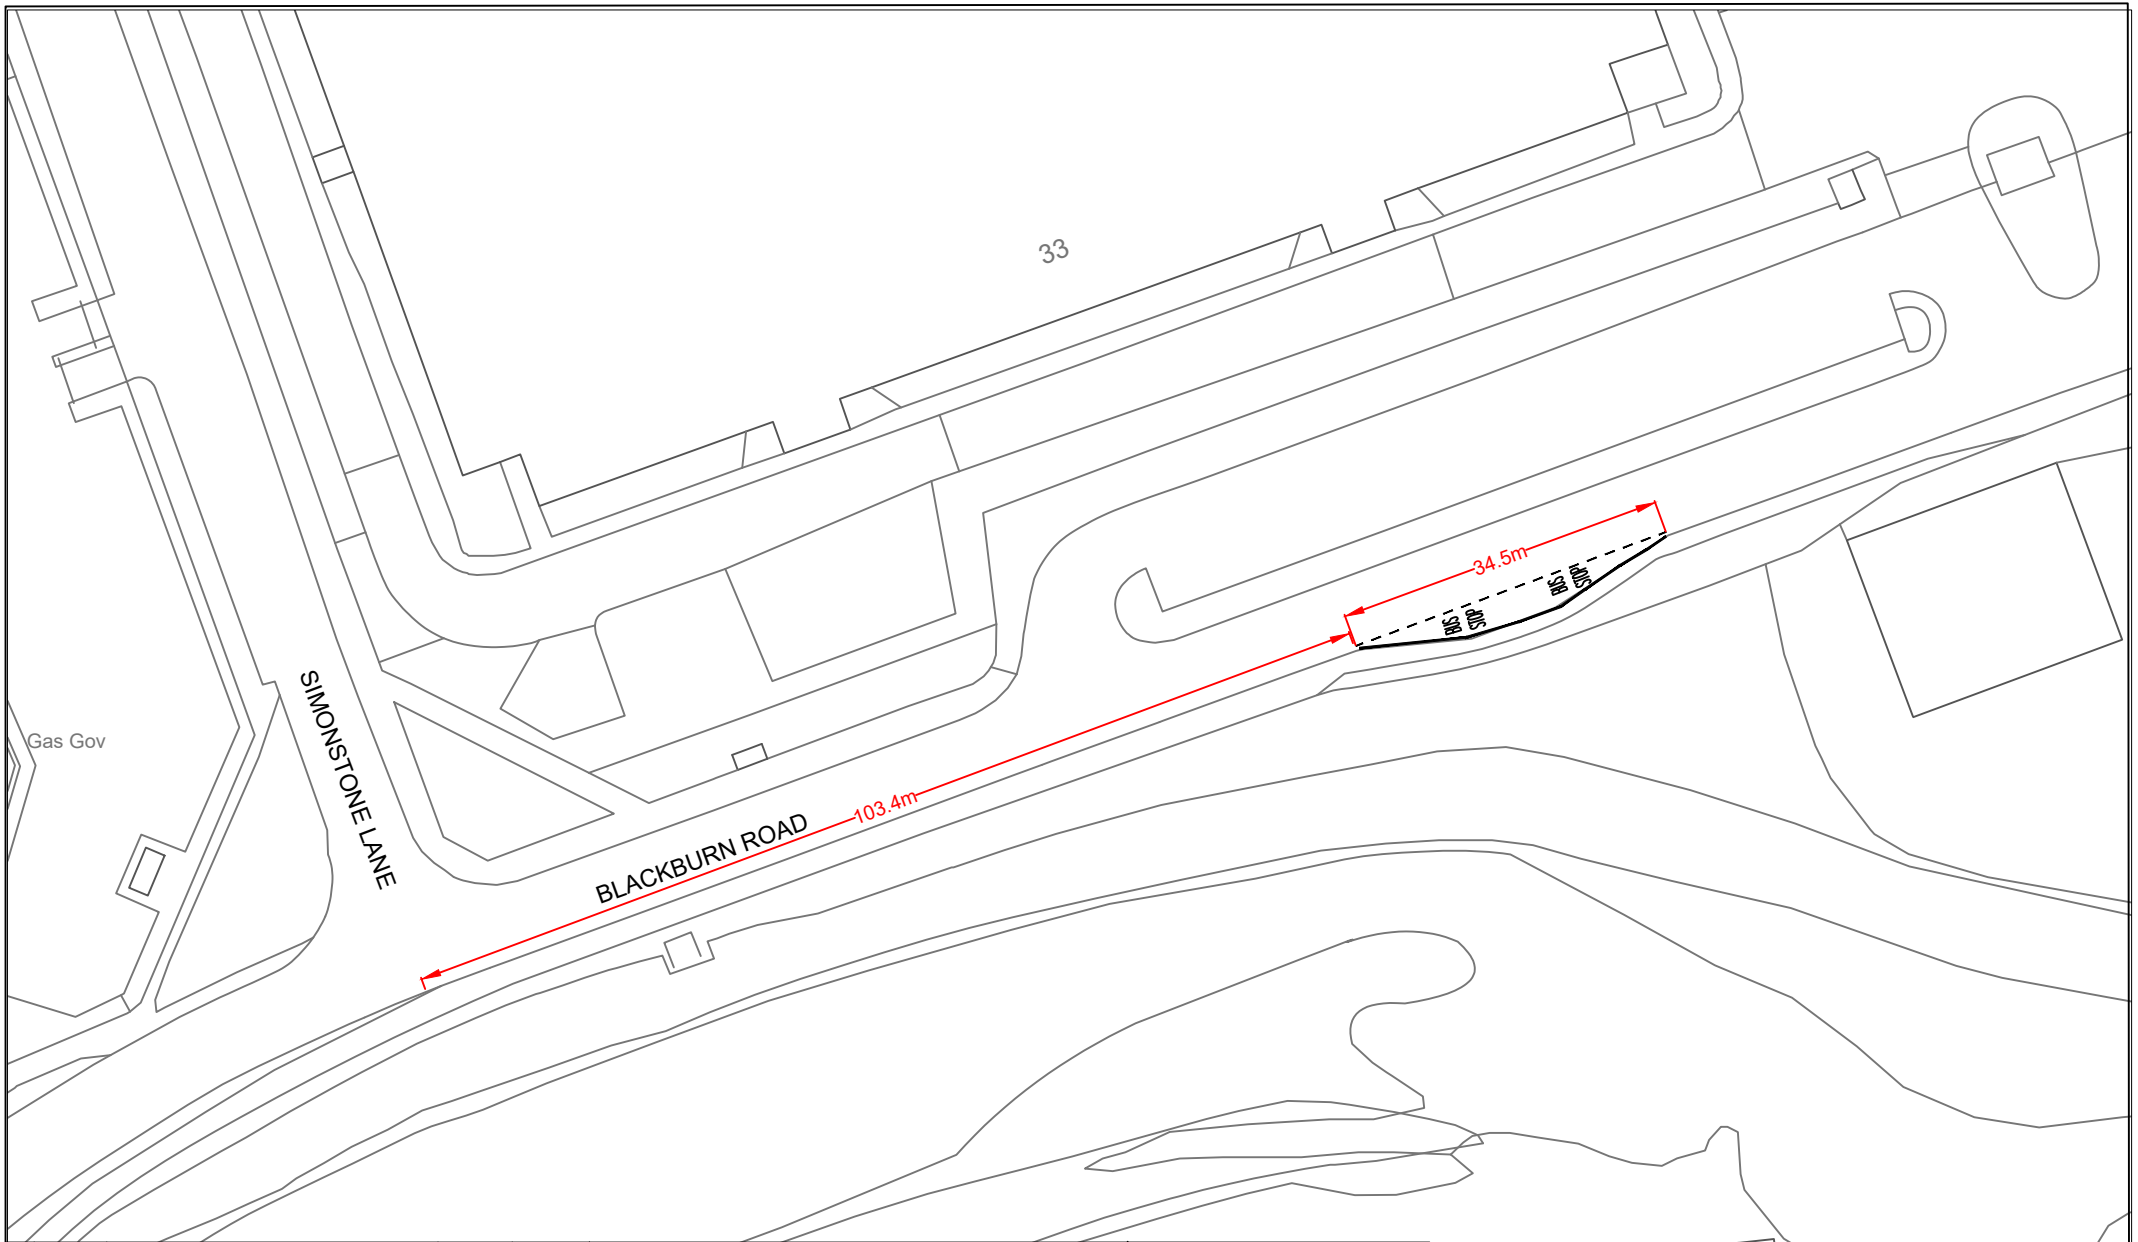 33
34.5m
BUS
STOP
BUS
STOP
SIMONSTONE LANE
Gas Gov
103.4m
BLACKBURN ROAD